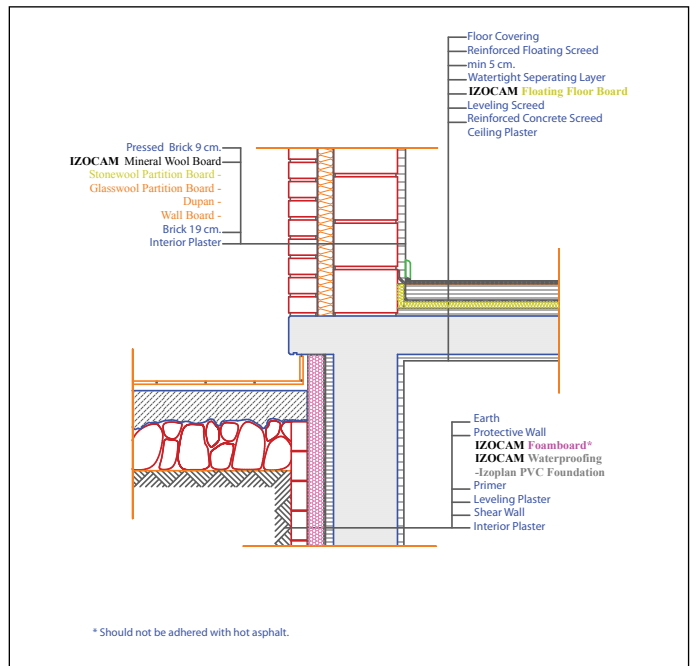 Floor Covering
Reinforced Floating Screed
min 5 cm.
Watertight Seperating Layer
IZOCAM Floating Floor Board
Leveling Screed
Reinforced Concrete Screed
Ceiling Plaster
Pressed Brick 9 cm.
IZOCAM Mineral Wool Board
Stonewool Partition Board -
Glasswool Partition Board -
Dupan -
Wall Board -
Brick 19 cm.
Interior Plaster
Earth
Protective Wall
IZOCAM Foamboard*
IZOCAM Waterproofing
-Izoplan PVC Foundation
Primer
Leveling Plaster
Shear Wall
Interior Plaster
* Should not be adhered with hot asphalt.